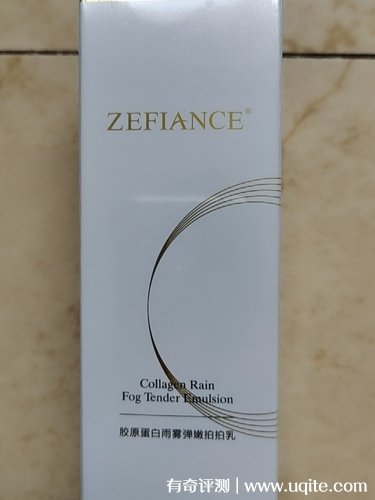 ZEFIANCE®
Collagen Rain
Fog Tender Emulsion
胶原蛋白雨雾弹嫩拍拍乳
有奇评测 | www.uqite.com